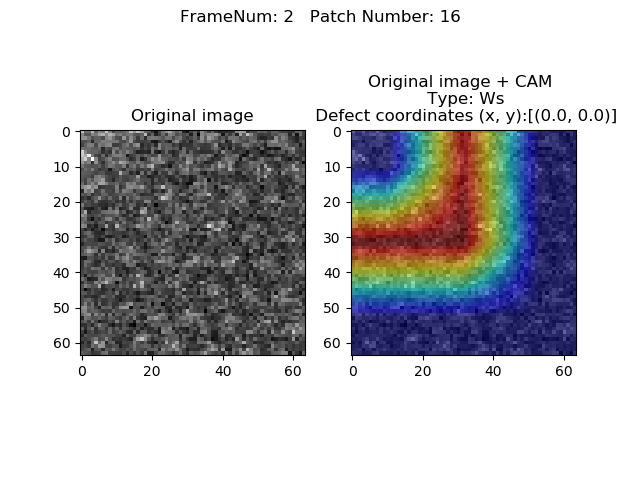 FrameNum: 2   Patch Number: 16
Original image
0
10
20
30
40
50
60
0 20 40 60
Original image + CAM
Type: Ws
Defect coordinates (x, y):[(0.0, 0.0)]
0
10
20
30
40
50
60
0 20 40 60